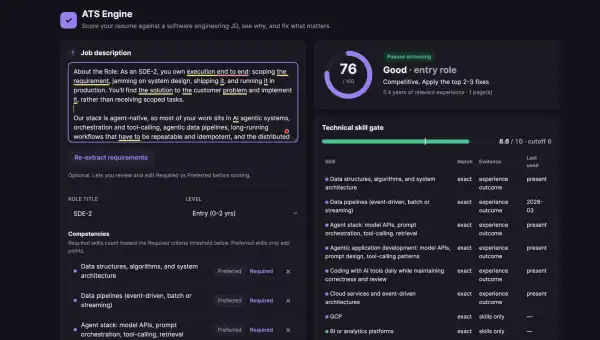 ATS Engine
Score your resume against a software engineering JD, see why, and fix what matters.
1 Job description
About the Role: As an SDE-2, you own execution end to end: scoping the
requirement, jamming on system design, shipping it, and running it in
production. You'll find the solution to the customer problem and implement
it, rather than receiving scoped tasks.
Our stack is agent-native, so most of your work sits in AI agentic systems,
orchestration and tool-calling, agentic data pipelines, long-running
workflows that have to be repeatable and idempotent, and the distributed
Re-extract requirements
Optional. Lets you review and edit Required vs Preferred before scoring.
ROLE TITLE
LEVEL
SDE-2
Entry (0–2 yrs)
Competencies
Required skills count toward the Required criteria threshold below. Preferred skills only add
points.
Data structures, algorithms, and system
architecture
Preferred Required ×
Data pipelines (event-driven, batch or
streaming)
Preferred Required ×
Agent stack: model APIs, prompt
orchestration, tool-calling, retrieval
Preferred Required ×
76
/ 100
Passes screening
Good · entry role
Competitive. Apply the top 2–3 fixes
5.4 years of relevant experience · 1 page(s)
Technical skill gate
8.6 / 10 · cutoff 6
Skill Match Evidence Last
used
Data structures, algorithms, and system
architecture
exact experience
outcome
present
Data pipelines (event-driven, batch or
streaming)
exact experience
outcome
2026-
03
Agent stack: model APIs, prompt
orchestration, tool-calling, retrieval
exact experience
outcome
present
Agentic application development: model APIs,
prompt design, tool-calling patterns
exact experience
outcome
present
Coding with AI tools daily while maintaining
correctness and review
exact experience
outcome
present
Cloud services and event-driven
architectures
exact experience
outcome
present
GCP exact skills only —
BI or analytics platforms exact skills only —